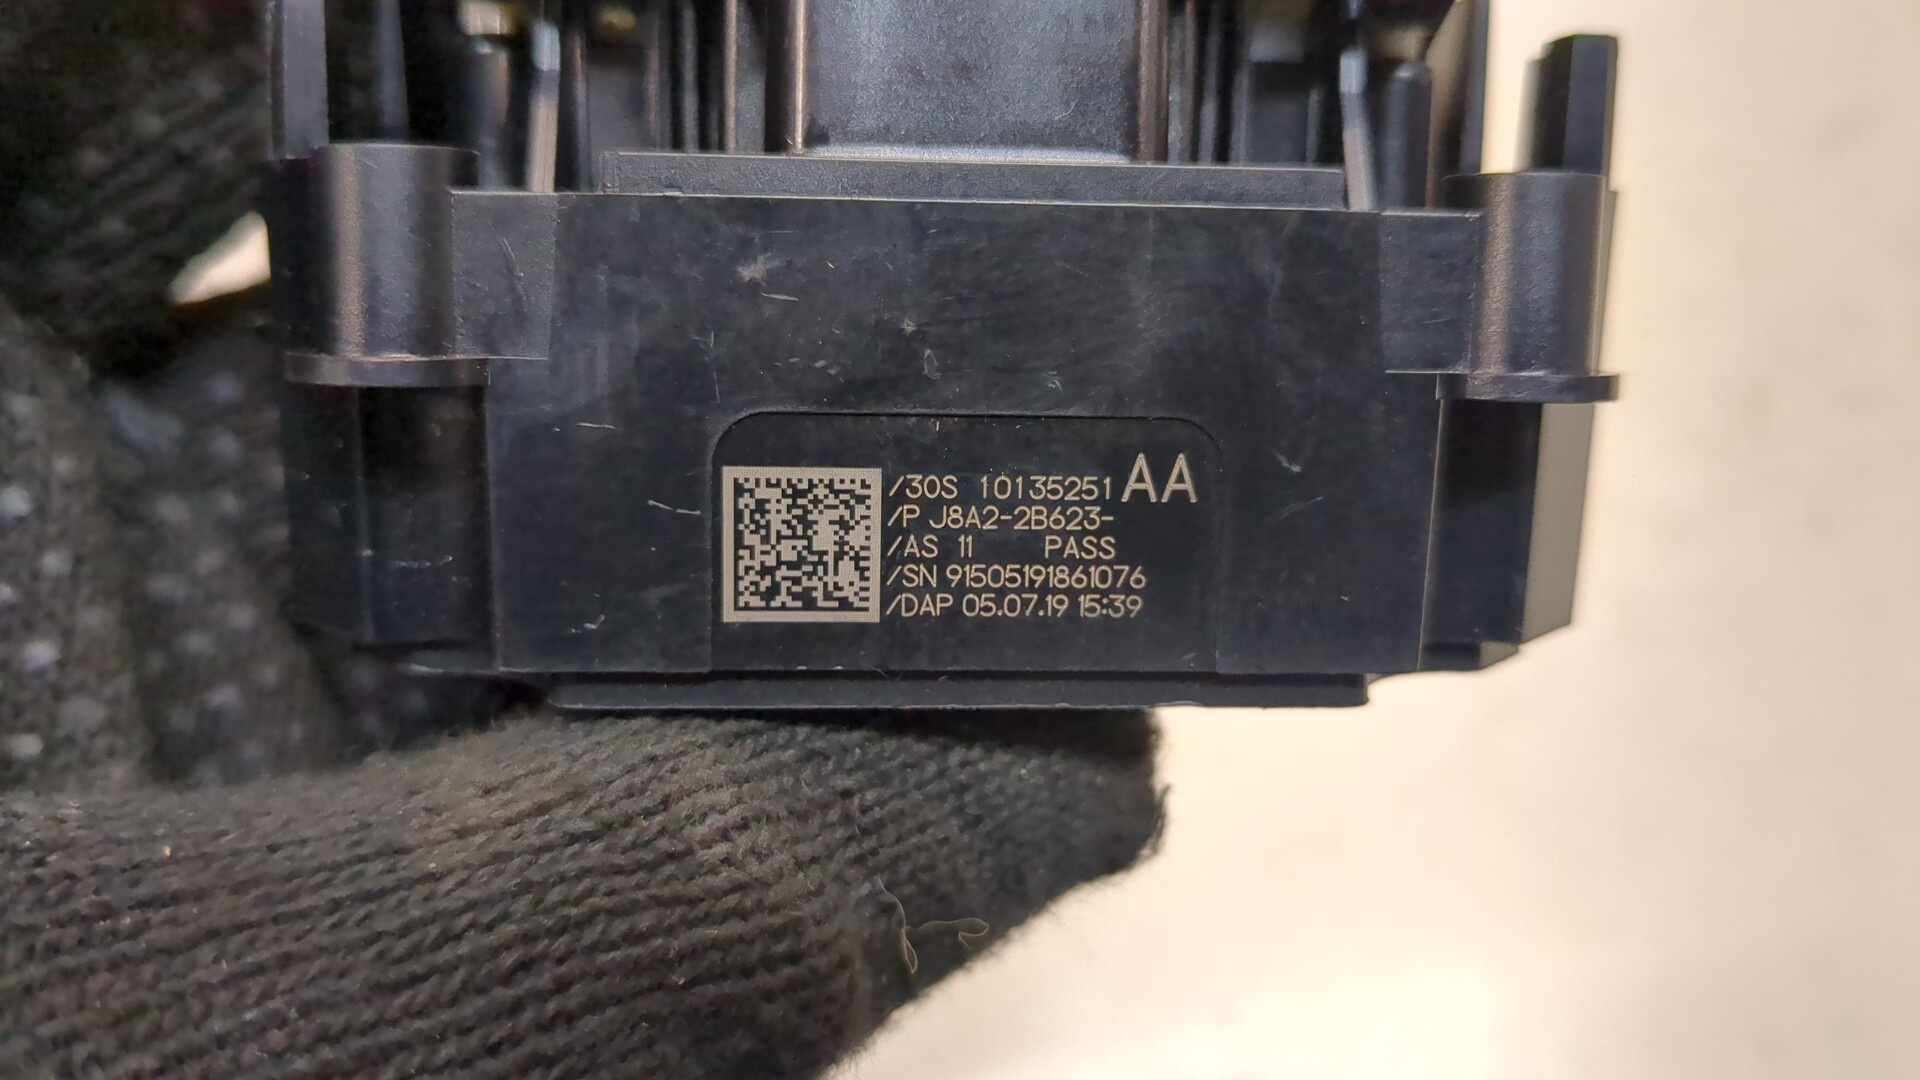 /30S 10135251 AA
/P J8A2-2B623-
/AS 11 PASS
/SN 91505191861076
/DAP 05.07.19 15:39